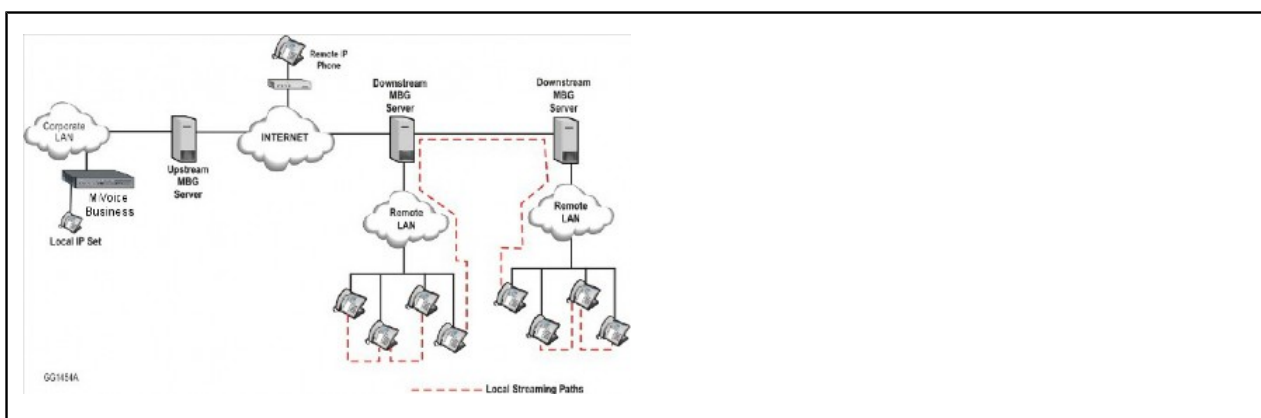 Remote IP
Phone
Downstream
MBG
Server
Downstream
MBG
Server
Corporate
LAN
INTERNET
Upstream
MBG
Server
MiVoice
Business
Local IP Set
Remote
LAN
Remote
LAN
GG1454A
Local Streaming Paths